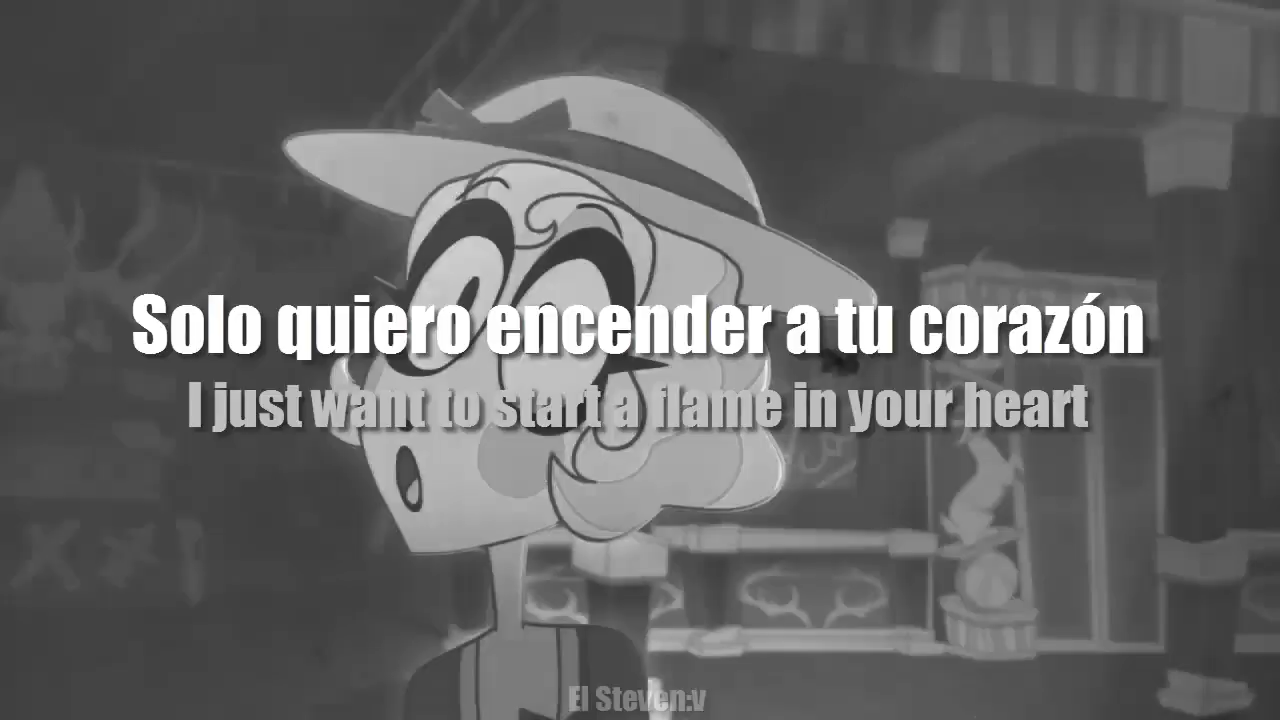 Solo quiero encender a tu corazón
I just want to start a flame in your heart
El Steven:v